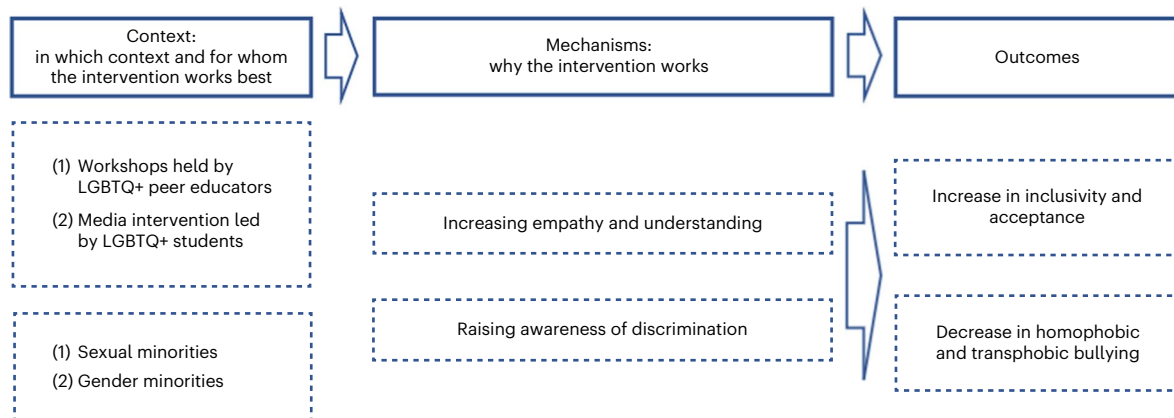 Context:
in which context and for whom
the intervention works best
Mechanisms:
why the intervention works
Outcomes
(1) Workshops held by
LGBTQ+ peer educators
(2) Media intervention led
by LGBTQ+ students
(1) Sexual minorities
(2) Gender minorities
Increasing empathy and understanding
Raising awareness of discrimination
Increase in inclusivity and
acceptance
Decrease in homophobic
and transphobic bullying